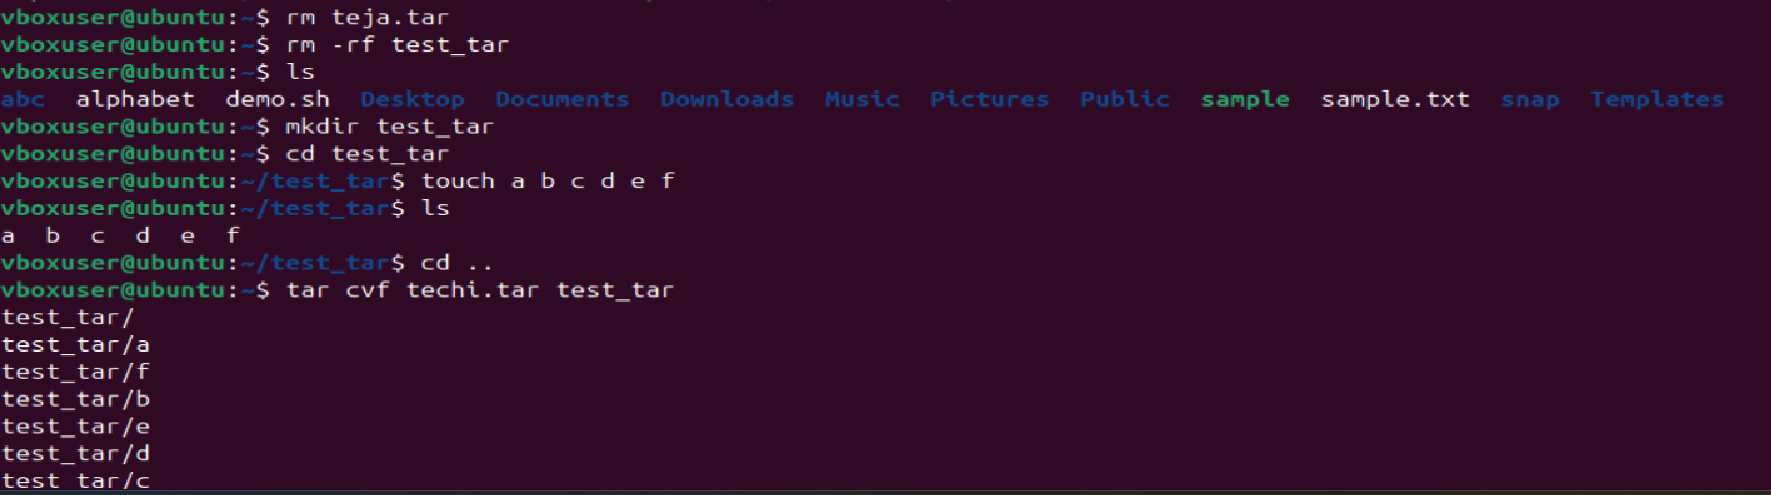 vboxuser@ubuntu:~$ rm teja.tar
vboxuser@ubuntu:~$ rm -rf test_tar
vboxuser@ubuntu:~$ ls
abc  alphabet  demo.sh  Desktop  Documents  Downloads  Music  Pictures  Public  sample  sample.txt  snap  Templates
vboxuser@ubuntu:~$ mkdir test_tar
vboxuser@ubuntu:~$ cd test_tar
vboxuser@ubuntu:~/test_tar$ touch a b c d e f
vboxuser@ubuntu:~/test_tar$ ls
a  b  c  d  e  f
vboxuser@ubuntu:~/test_tar$ cd ..
vboxuser@ubuntu:~$ tar cvf techi.tar test_tar
test_tar/
test_tar/a
test_tar/f
test_tar/b
test_tar/e
test_tar/d
test_tar/c